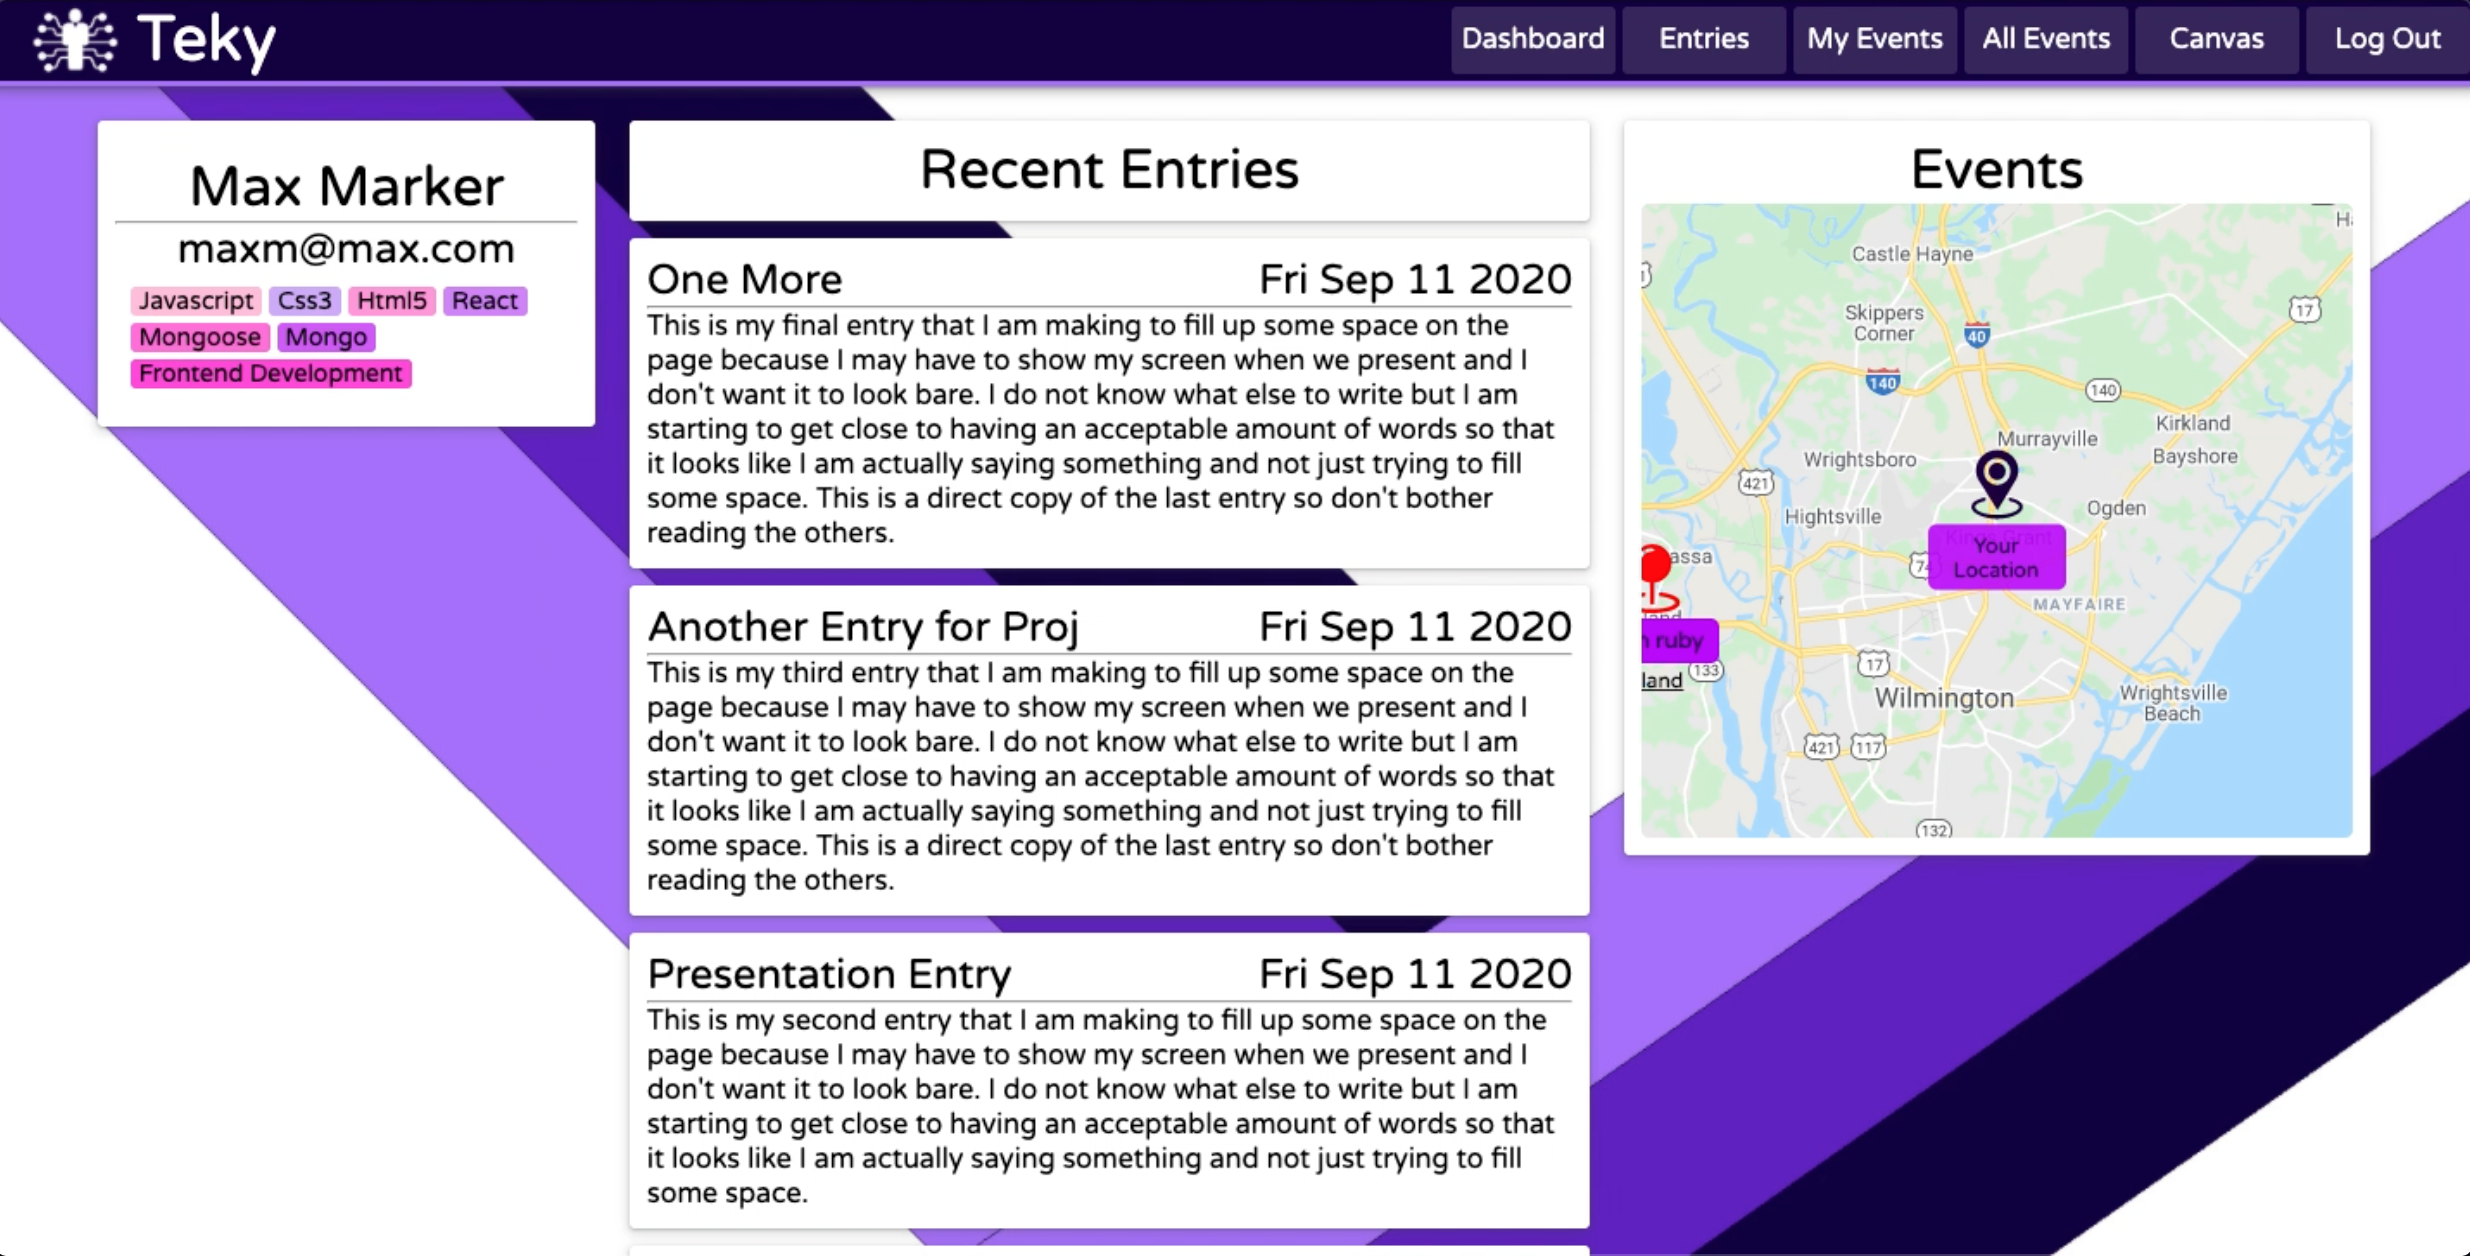 Teky
Dashboard
Entries
My Events
All Events
Canvas
Log Out
Max Marker
maxm@max.com
Javascript Css3 Html5 React
Mongoose Mongo
Frontend Development
Recent Entries
One More Fri Sep 11 2020
This is my final entry that I am making to fill up some space on the
page because I may have to show my screen when we present and I
don't want it to look bare. I do not know what else to write but I am
starting to get close to having an acceptable amount of words so that
it looks like I am actually saying something and not just trying to fill
some space. This is a direct copy of the last entry so don't bother
reading the others.
Another Entry for Proj Fri Sep 11 2020
This is my third entry that I am making to fill up some space on the
page because I may have to show my screen when we present and I
don't want it to look bare. I do not know what else to write but I am
starting to get close to having an acceptable amount of words so that
it looks like I am actually saying something and not just trying to fill
some space. This is a direct copy of the last entry so don't bother
reading the others.
Presentation Entry Fri Sep 11 2020
This is my second entry that I am making to fill up some space on the
page because I may have to show my screen when we present and I
don't want it to look bare. I do not know what else to write but I am
starting to get close to having an acceptable amount of words so that
it looks like I am actually saying something and not just trying to fill
some space.
Events
Castle Hayne
17
Skippers
Corner
40
140
140
Kirkland
Murrayville
Bayshore
Wrightsboro
421
Ogden
Hightsville
Kings Grant
Your
Location
assa
74
MAYFAIRE
ruby
133
land
17
Wilmington
Wrightsville
Beach
421 117
132